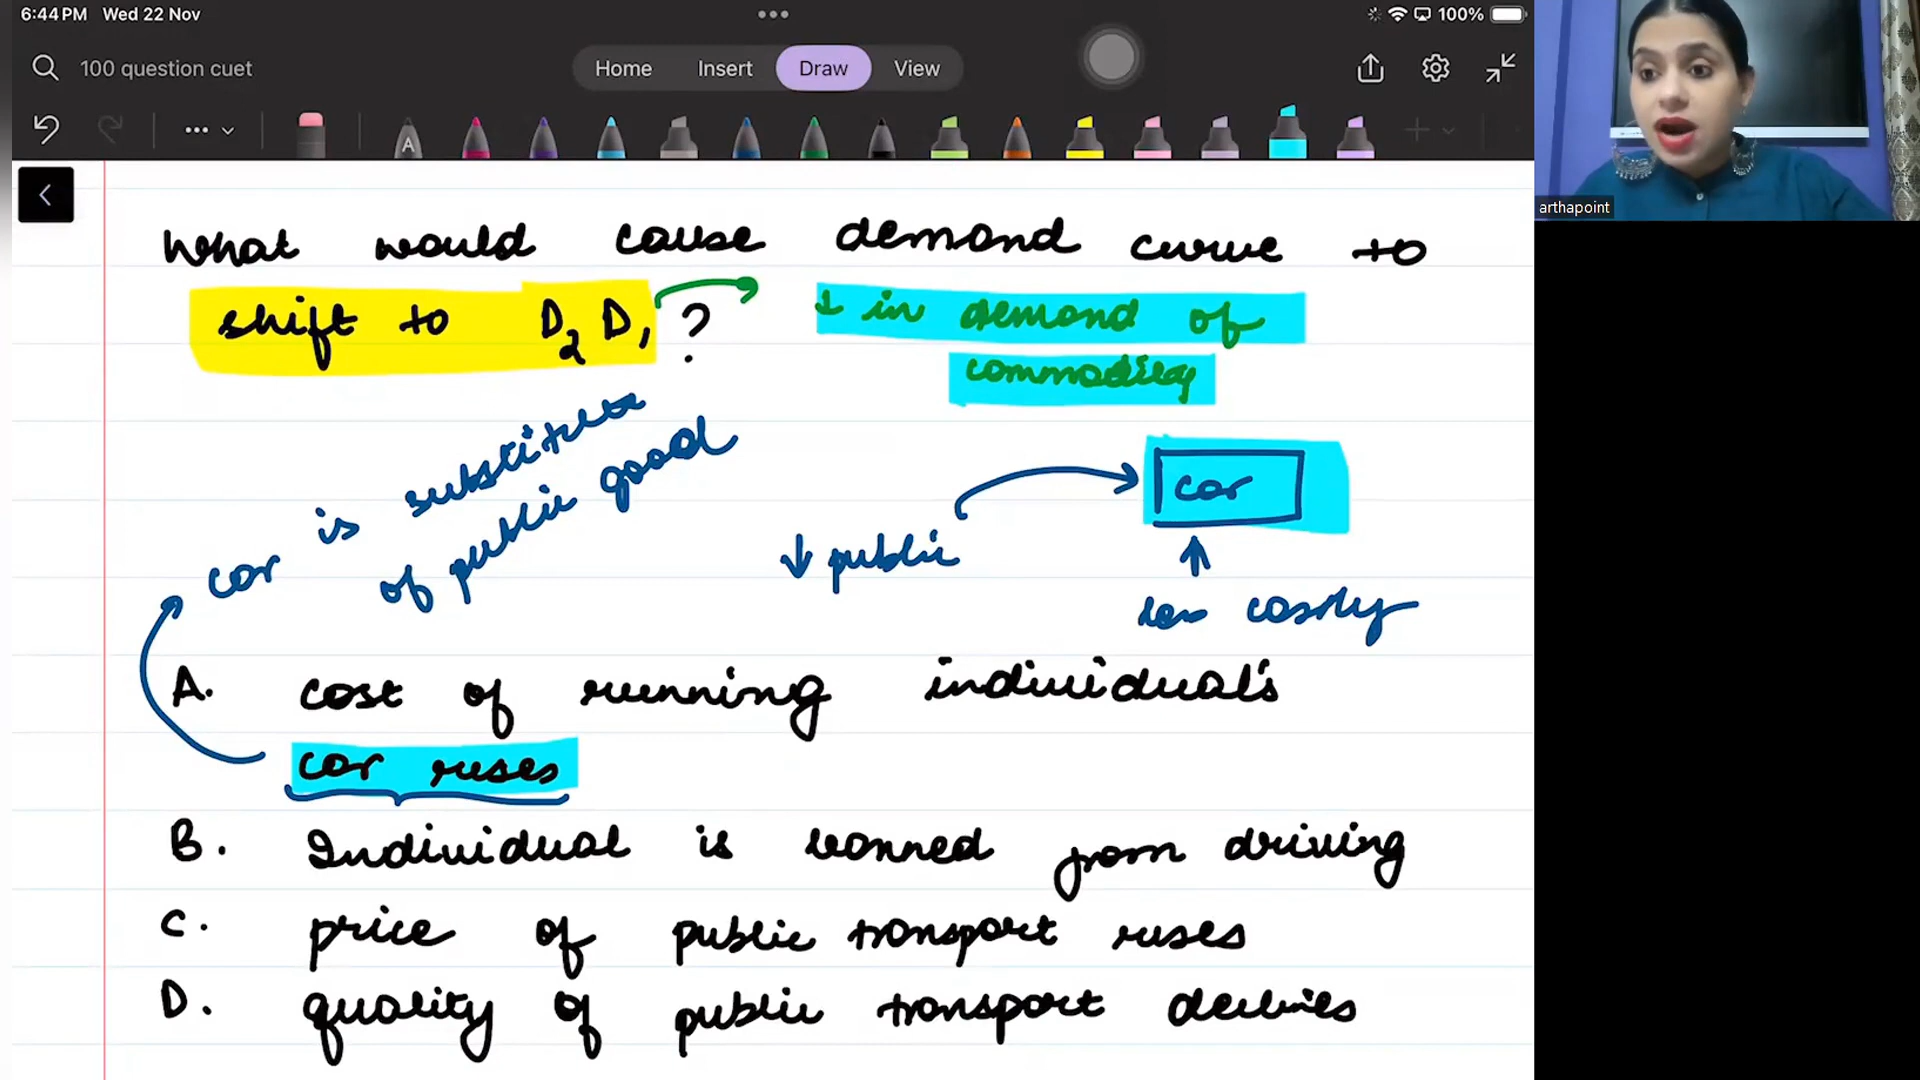 6:44 PM Wed 22 Nov
100%
100 question cuet
Home Insert Draw View
A
arthapoint
What would cause demand curve to
shift to D2 D1 ?
↓ in demand of
commodity
car is substitute
of public good
↓ public
car
less costly
A. cost of running individual's
car rises
B. Individual is banned from driving
C. price of public transport rises
D. quality of public transport declines